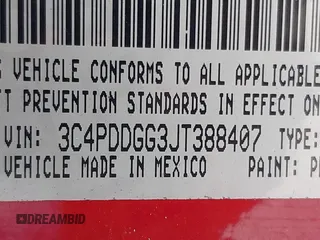 VEHICLE CONFORMS TO ALL APPLICABLE
PREVENTION STANDARDS IN EFFECT ON
VIN: 3C4PDDGG3JT388407 TYPE:
VEHICLE MADE IN MEXICO PAINT:
DREAMBID